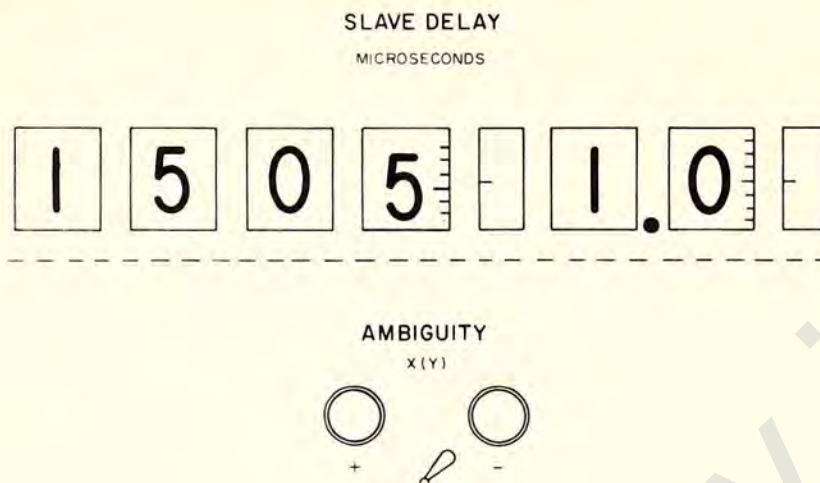 SLAVE DELAY
MICROSECONDS
1 5 0 5 1.0
AMBIGUITY
X (Y)
+ -